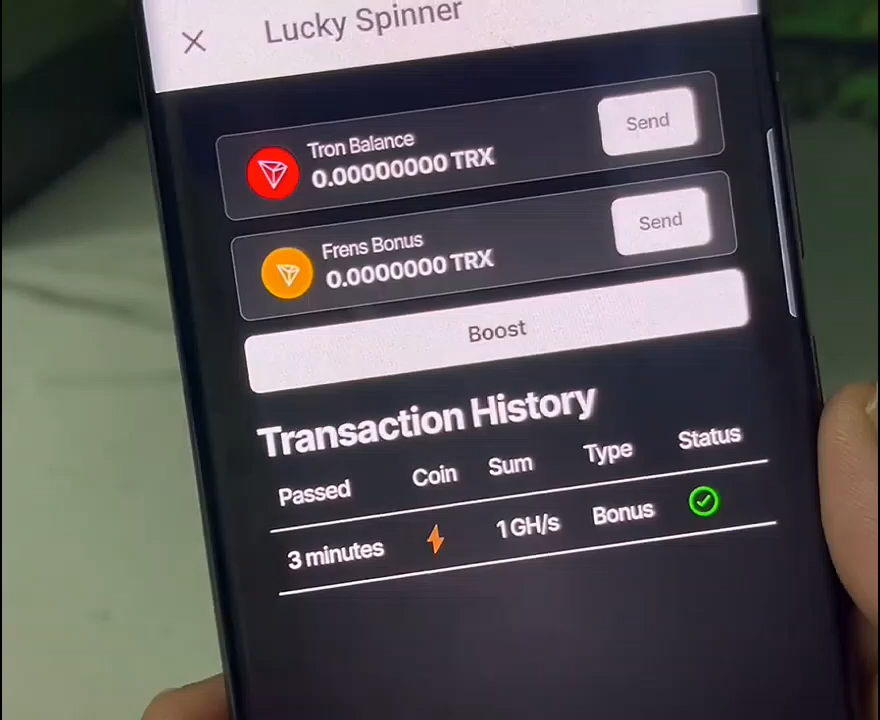 Lucky Spinner
Tron Balance
0.00000000 TRX
Send
Frens Bonus
0.0000000 TRX
Send
Boost
Transaction History
Passed Coin Sum Type Status
3 minutes 1 GH/s Bonus